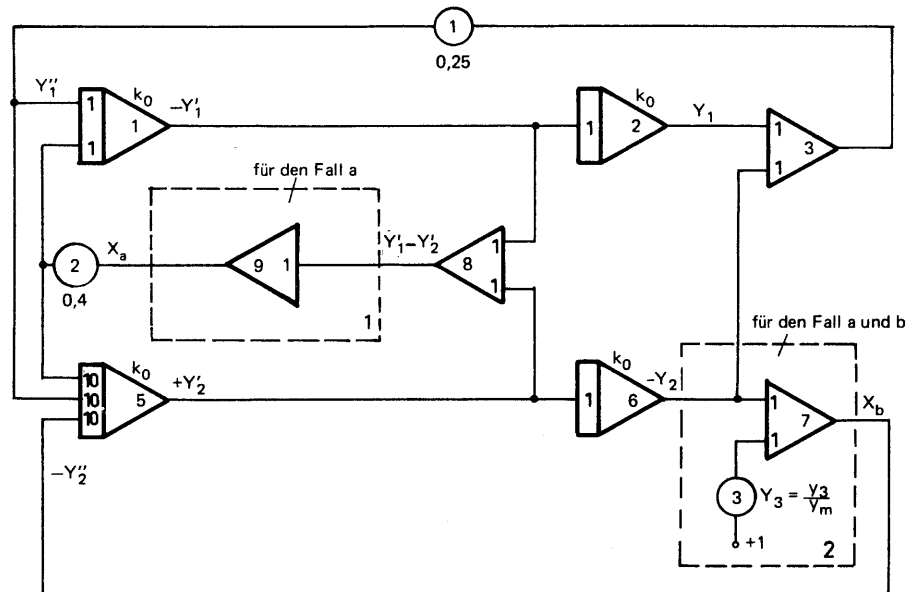 1
0,25
Y₁″
1
1
k₀
1
−Y₁′
1
k₀
2
Y₁
1
1
3
für den Fall a
2
0,4
Xₐ
9
1
1
Y₁′−Y₂′
8
1
1
für den Fall a und b
10
10
10
k₀
5
+Y₂′
1
k₀
6
−Y₂
1
1
7
X_b
3
Y₃ = y₃/yₘ
+1
2
−Y₂″